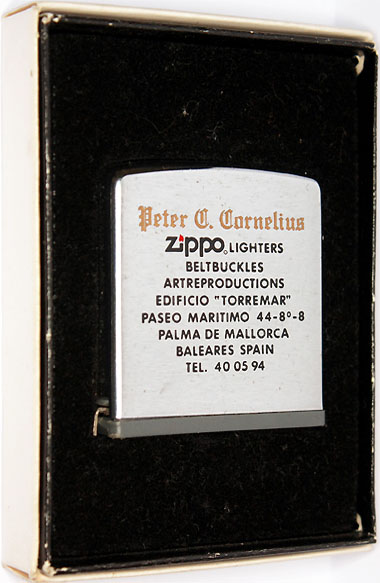 Peter C. Cornelius
Zippo LIGHTERS
BELTBUCKLES
ARTREPRODUCTIONS
EDIFICIO "TORREMAR"
PASEO MARITIMO 44-8º-8
PALMA DE MALLORCA
BALEARES SPAIN
TEL. 40 05 94